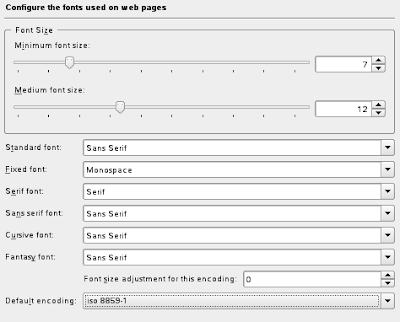 Configure the fonts used on web pages
Font Size
Minimum font size:
7
Medium font size:
12
Standard font: Sans Serif
Fixed font: Monospace
Serif font: Serif
Sans serif font: Sans Serif
Cursive font: Sans Serif
Fantasy font: Sans Serif
Font size adjustment for this encoding: 0
Default encoding: iso 8859-1